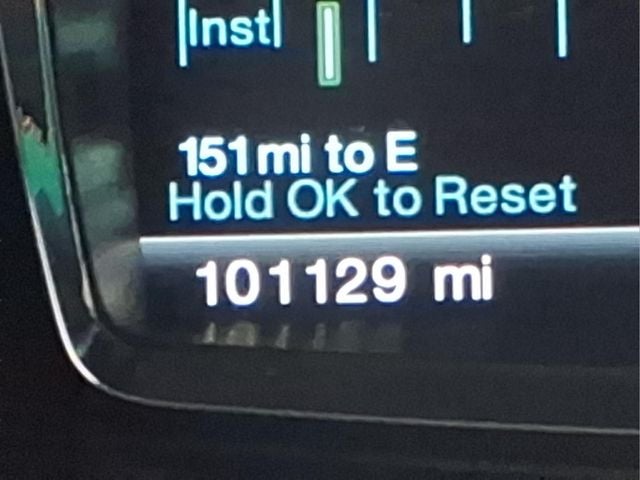 Inst
151 mi to E
Hold OK to Reset
101129 mi